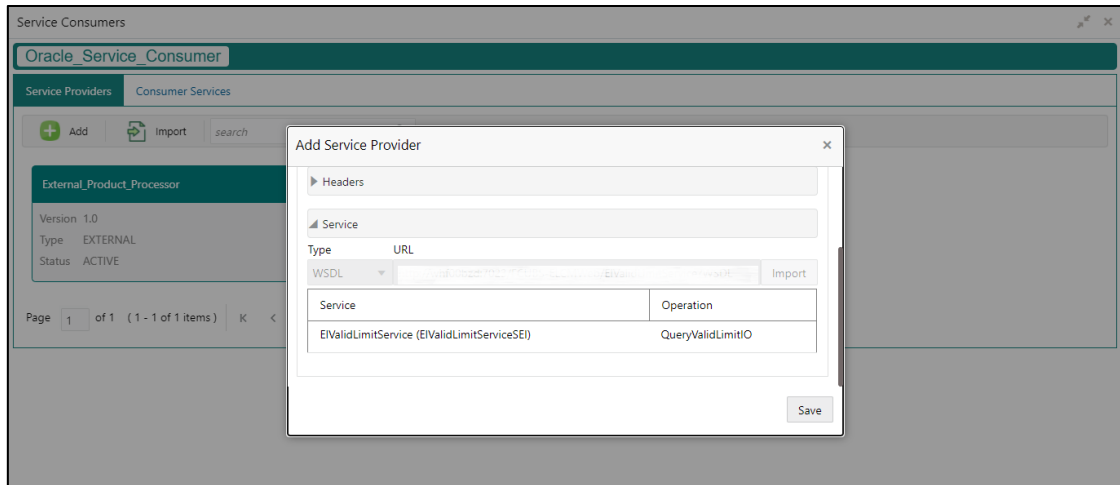 Service Consumers
Oracle_Service_Consumer
Service Providers Consumer Services
Add Import search
External_Product_Processor
Version 1.0
Type EXTERNAL
Status ACTIVE
Page 1 of 1 ( 1 - 1 of 1 items )
Add Service Provider
Headers
Service
Type URL
WSDL Import
Service Operation
EIValidLimitService (EIValidLimitServiceSEI) QueryValidLimitIO
Save